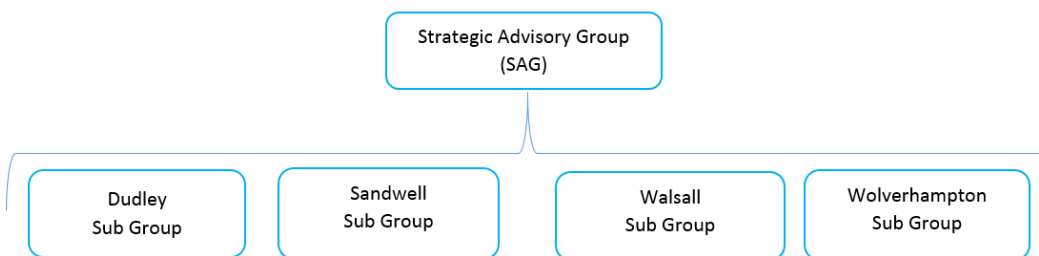 Strategic Advisory Group
(SAG)
Dudley
Sub Group
Sandwell
Sub Group
Walsall
Sub Group
Wolverhampton
Sub Group